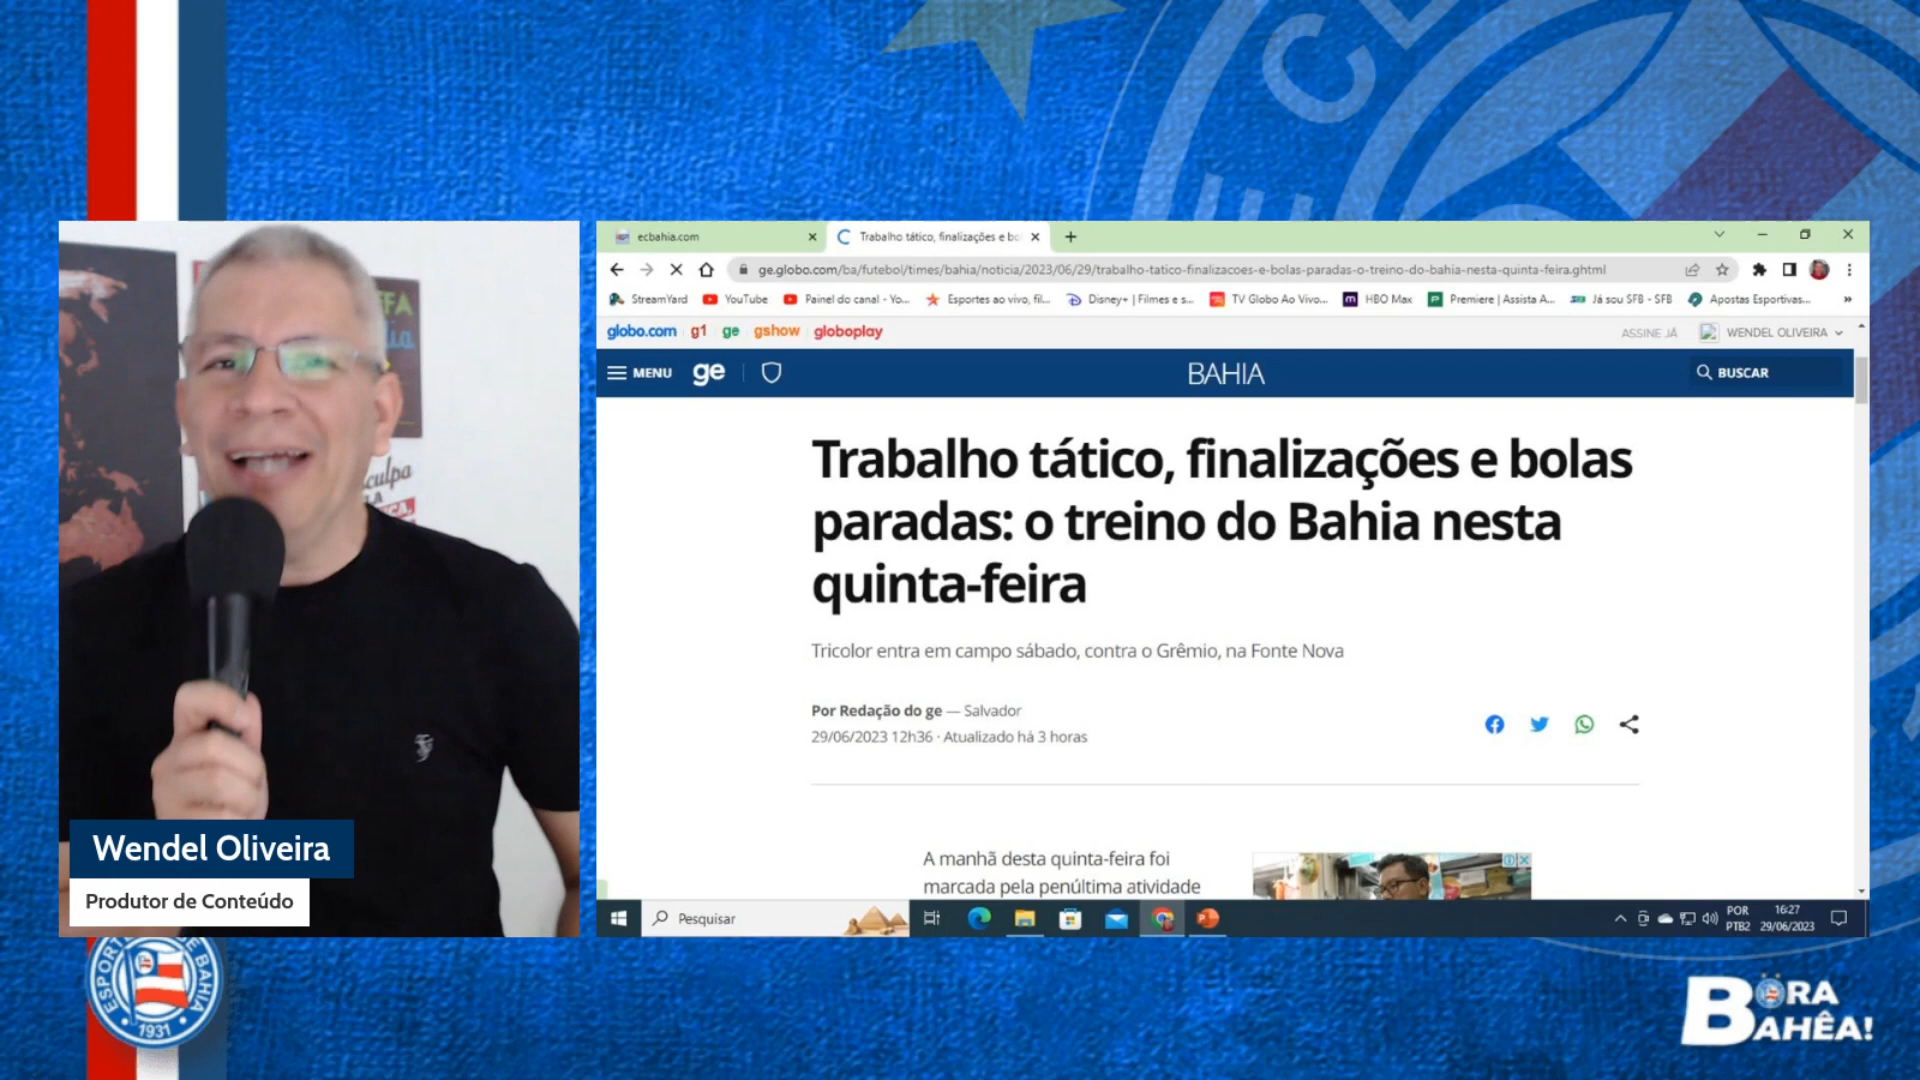 ecbahia.com
Trabalho tático, finalizações e bo
ge.globo.com/ba/futebol/times/bahia/noticia/2023/06/29/trabalho-tatico-finalizacoes-e-bolas-paradas-o-treino-do-bahia-nesta-quinta-feira.ghtml
StreamYard YouTube Painel do canal - Yo... Esportes ao vivo, fil... Disney+ | Filmes e s... TV Globo Ao Vivo... HBO Max Premiere | Assista A... Já sou SFB - SFB Apostas Esportivas... »
globo.com g1 ge gshow globoplay ASSINE JÁ WENDEL OLIVEIRA
MENU ge BAHIA BUSCAR
Trabalho tático, finalizações e bolas
paradas: o treino do Bahia nesta
quinta-feira
Tricolor entra em campo sábado, contra o Grêmio, na Fonte Nova
Por Redação do ge — Salvador
29/06/2023 12h36 · Atualizado há 3 horas
A manhã desta quinta-feira foi
marcada pela penúltima atividade
Pesquisar
POR
PTB2
16:27
29/06/2023
culpa
Wendel Oliveira
Produtor de Conteúdo
ESPORTE BAHIA
1931
BORA
BAHÊA!